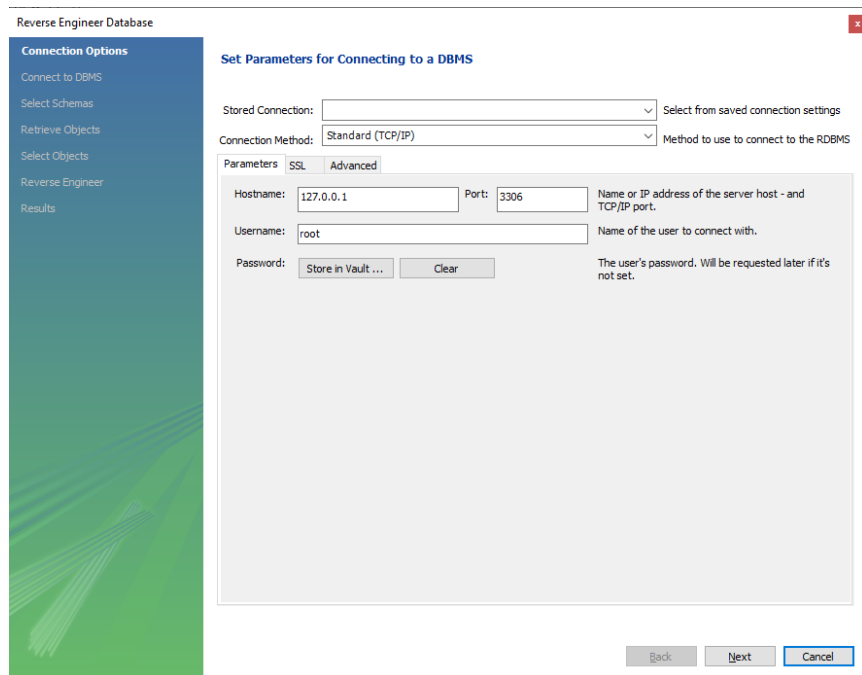 Reverse Engineer Database
x
Connection Options
Connect to DBMS
Select Schemas
Retrieve Objects
Select Objects
Reverse Engineer
Results
Set Parameters for Connecting to a DBMS
Stored Connection:
Select from saved connection settings
Connection Method: Standard (TCP/IP)
Method to use to connect to the RDBMS
Parameters SSL Advanced
Hostname: 127.0.0.1 Port: 3306
Name or IP address of the server host - and
TCP/IP port.
Username: root
Name of the user to connect with.
Password: Store in Vault ... Clear
The user's password. Will be requested later if it's
not set.
Back Next Cancel